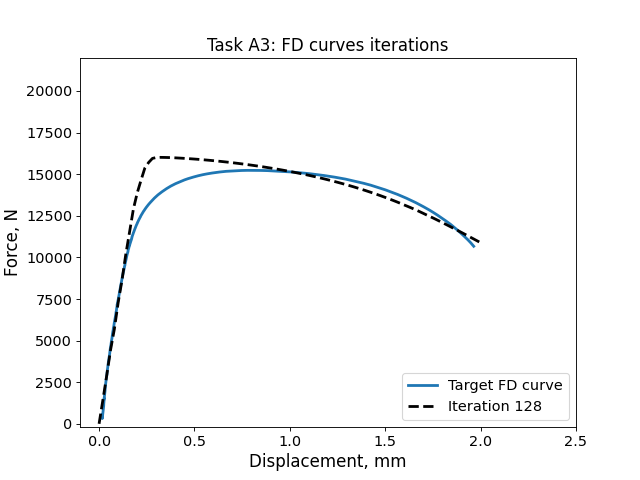 Task A3: FD curves iterations
Force, N
20000
17500
15000
12500
10000
7500
5000
2500
0
0.0 0.5 1.0 1.5 2.0 2.5
Displacement, mm
Target FD curve
Iteration 128